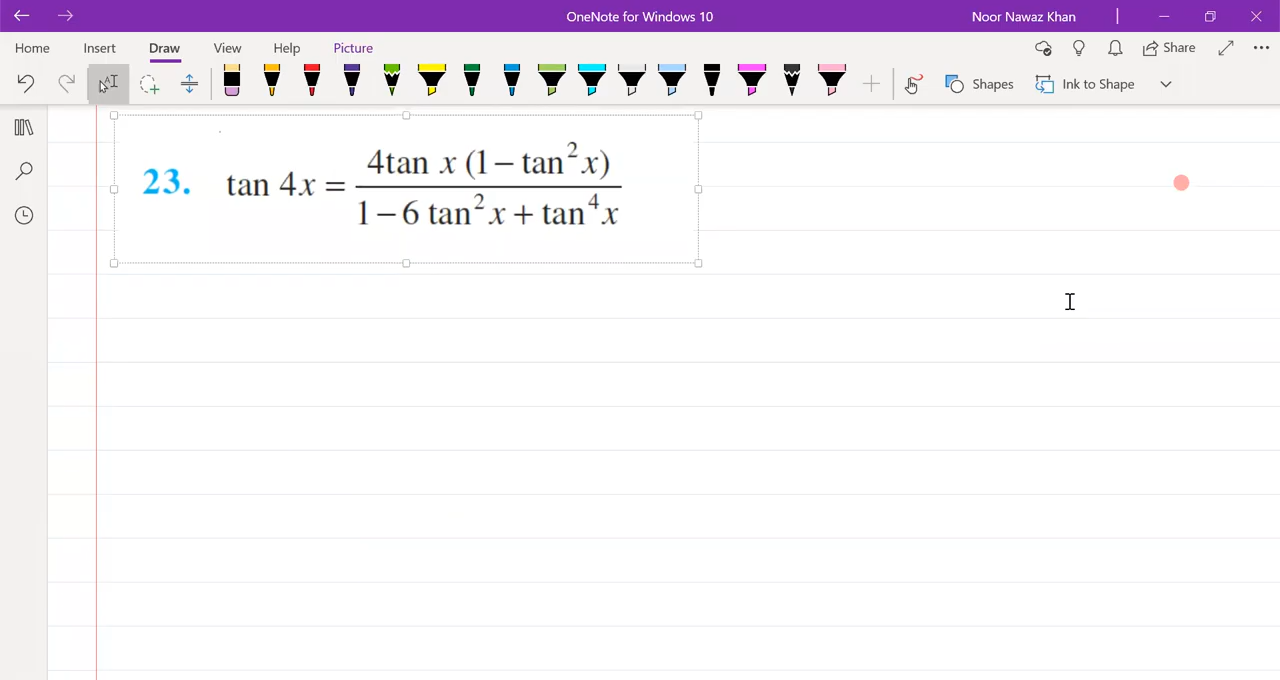 OneNote for Windows 10
Noor Nawaz Khan
Home Insert Draw View Help Picture
Share
Shapes Ink to Shape
23. tan 4x = 4tan x (1 – tan²x) / 1 – 6 tan²x + tan⁴x